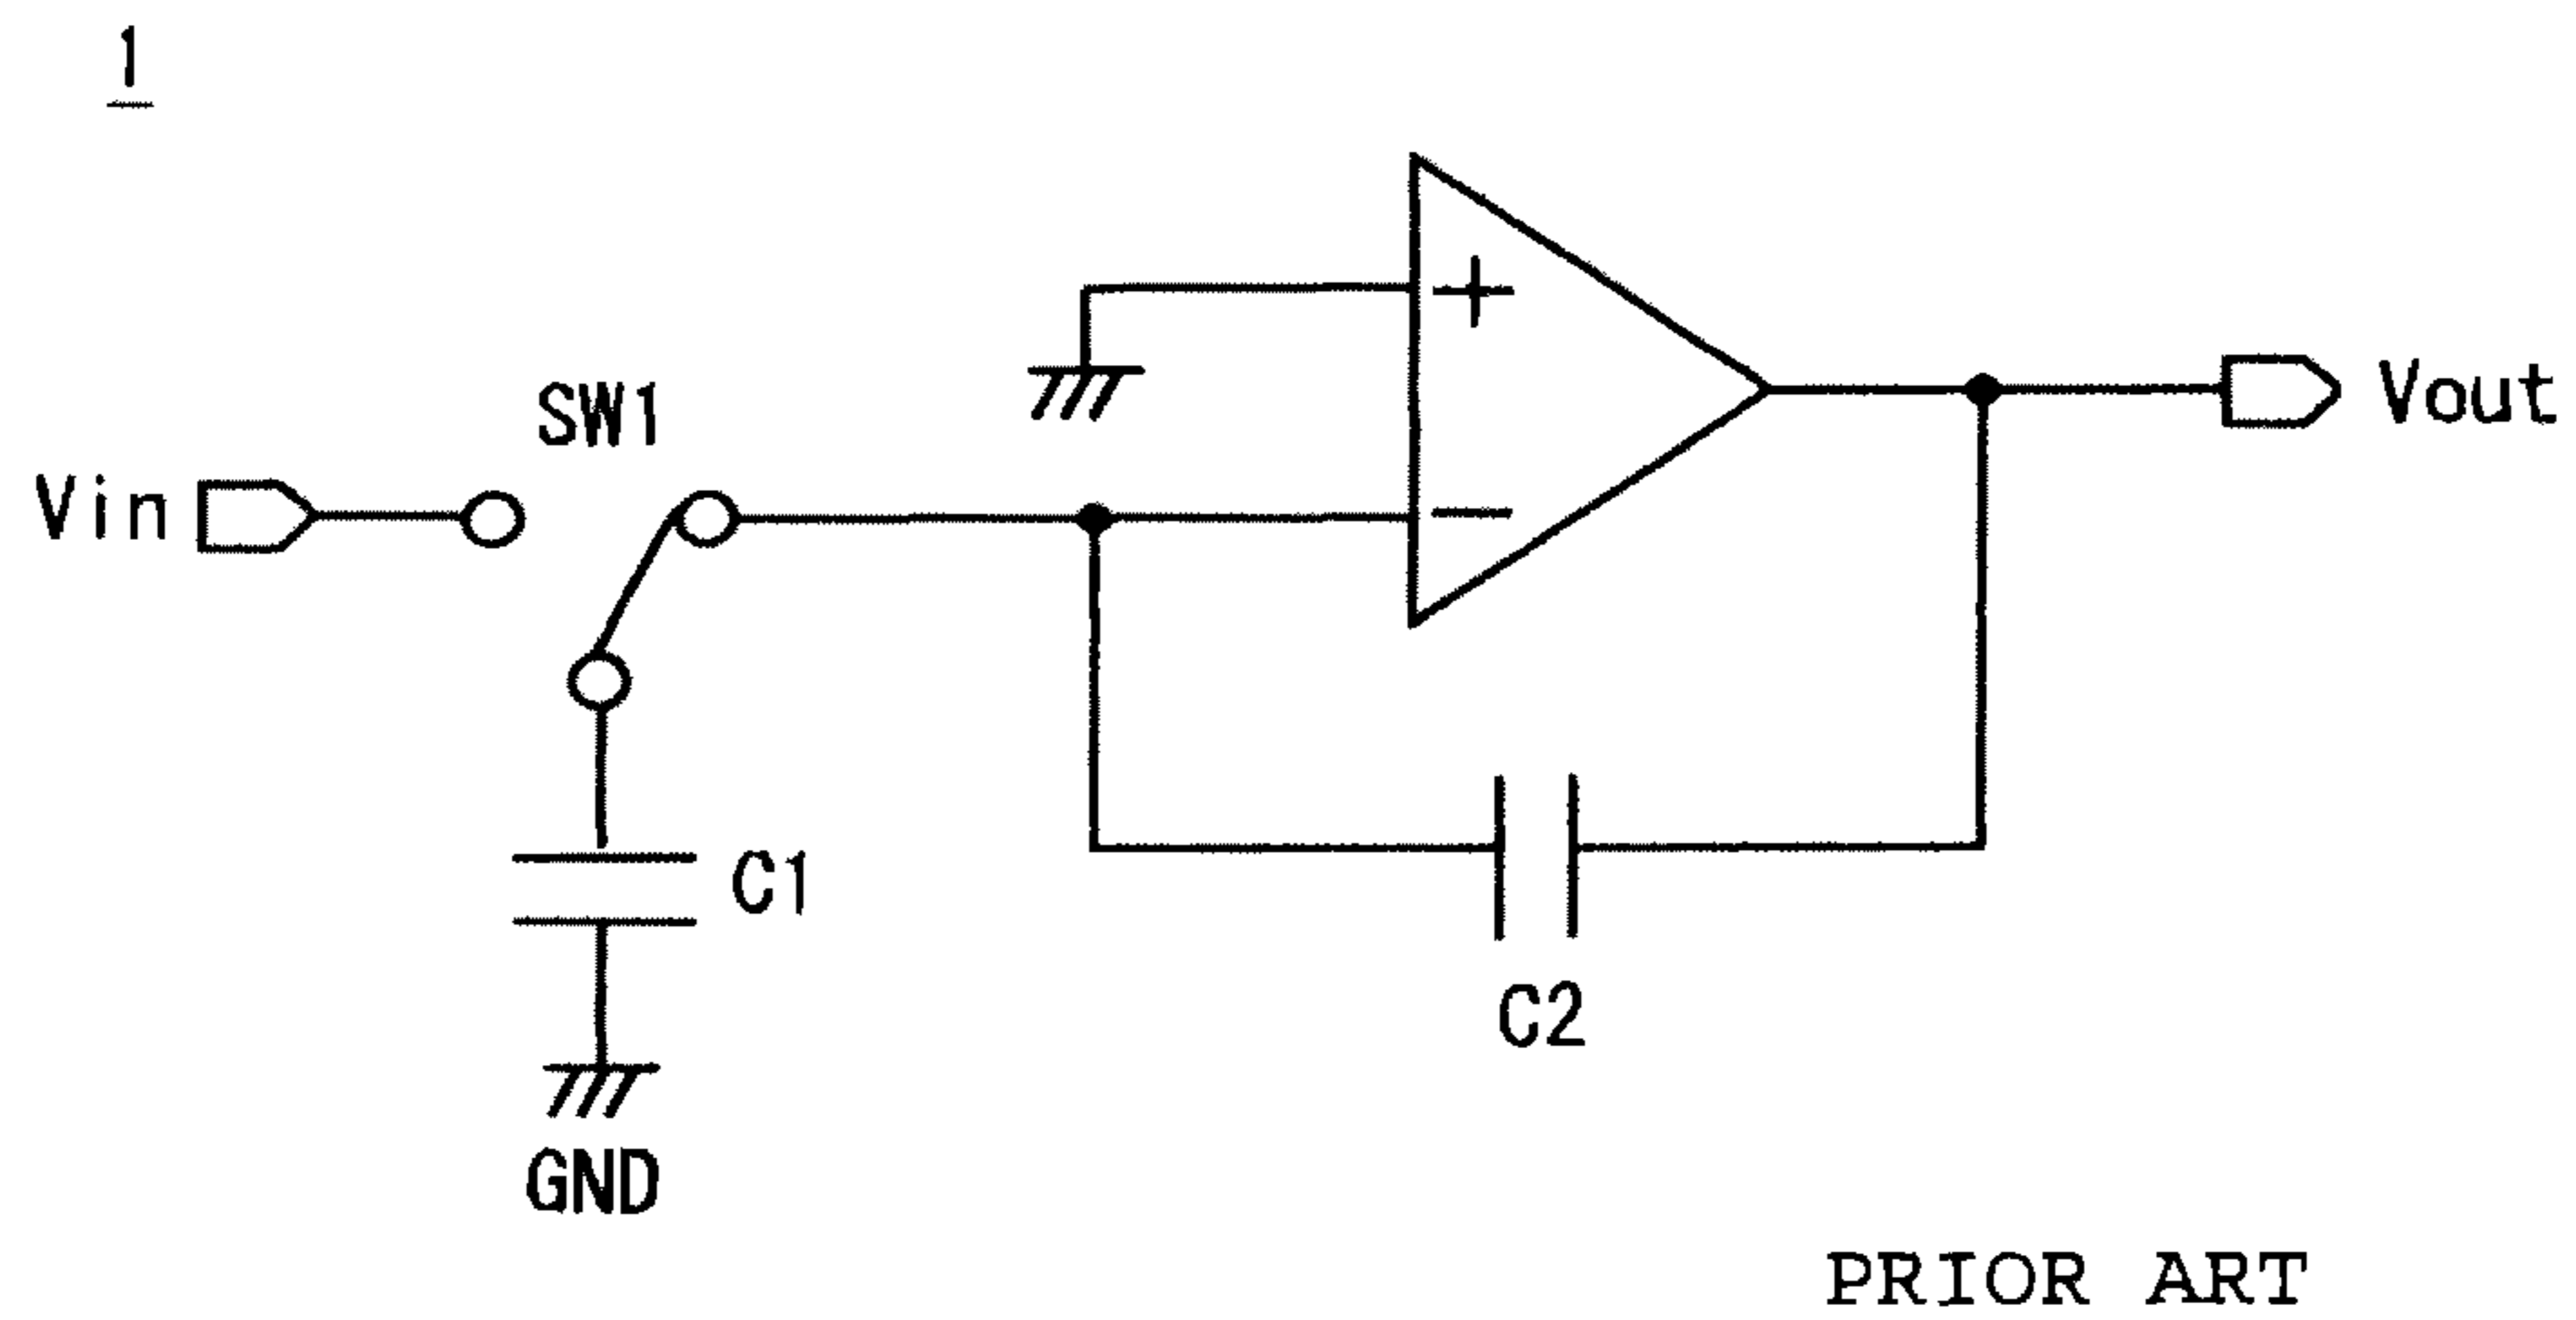 1
+
SW1
Vout
Vin
−
C1
C2
GND
PRIOR ART